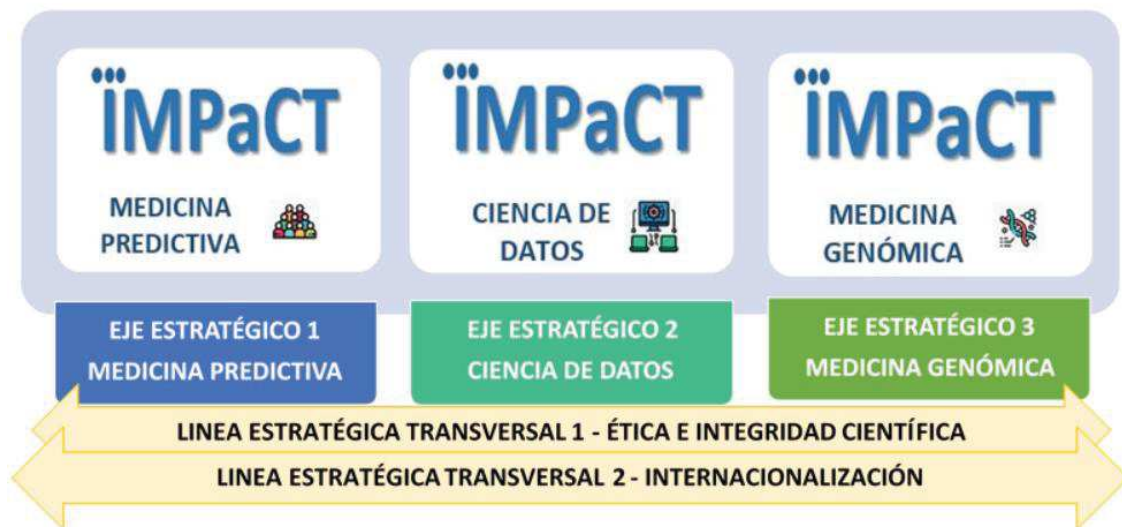 IMPaCT
MEDICINA
PREDICTIVA
IMPaCT
CIENCIA DE
DATOS
IMPaCT
MEDICINA
GENÓMICA
EJE ESTRATÉGICO 1
MEDICINA PREDICTIVA
EJE ESTRATÉGICO 2
CIENCIA DE DATOS
EJE ESTRATÉGICO 3
MEDICINA GENÓMICA
LINEA ESTRATÉGICA TRANSVERSAL 1 - ÉTICA E INTEGRIDAD CIENTÍFICA
LINEA ESTRATÉGICA TRANSVERSAL 2 - INTERNACIONALIZACIÓN